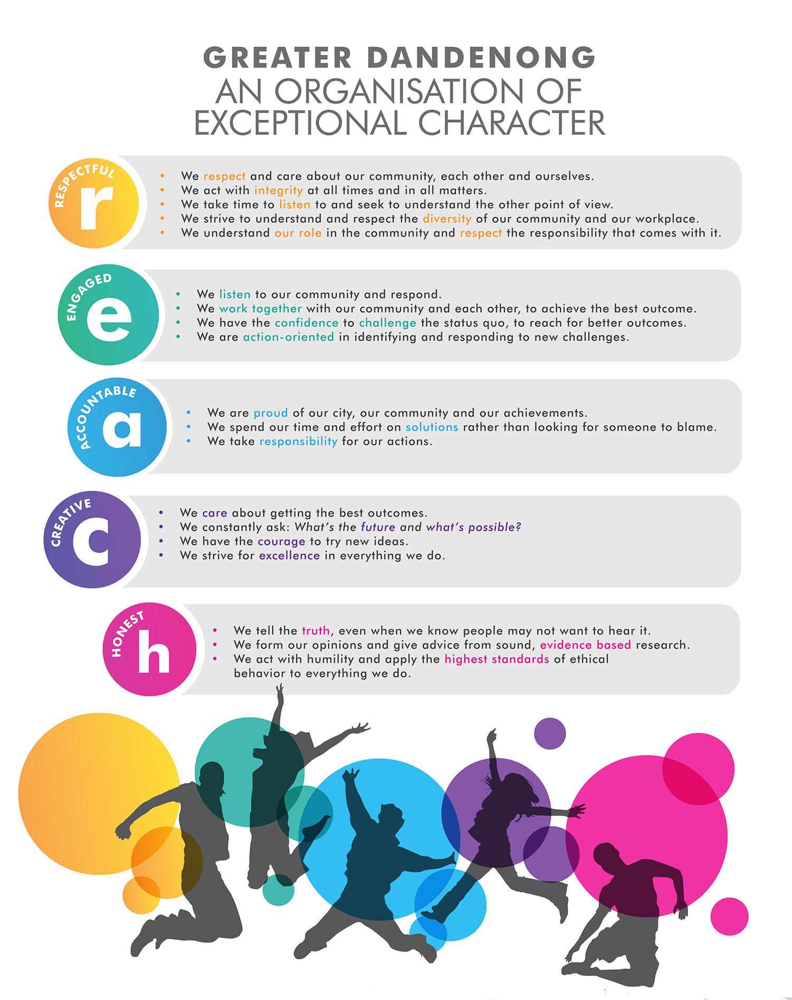 GREATER DANDENONG
AN ORGANISATION OF
EXCEPTIONAL CHARACTER
RESPECTFUL
r
• We respect and care about our community, each other and ourselves.
• We act with integrity at all times and in all matters.
• We take time to listen to and seek to understand the other point of view.
• We strive to understand and respect the diversity of our community and our workplace.
• We understand our role in the community and respect the responsibility that comes with it.
ENGAGED
e
• We listen to our community and respond.
• We work together with our community and each other, to achieve the best outcome.
• We have the confidence to challenge the status quo, to reach for better outcomes.
• We are action-oriented in identifying and responding to new challenges.
ACCOUNTABLE
a
• We are proud of our city, our community and our achievements.
• We spend our time and effort on solutions rather than looking for someone to blame.
• We take responsibility for our actions.
CREATIVE
c
• We care about getting the best outcomes.
• We constantly ask: What's the future and what's possible?
• We have the courage to try new ideas.
• We strive for excellence in everything we do.
HONEST
h
• We tell the truth, even when we know people may not want to hear it.
• We form our opinions and give advice from sound, evidence based research.
• We act with humility and apply the highest standards of ethical
behavior to everything we do.